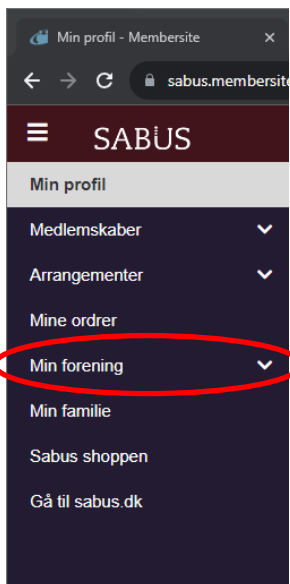 Min profil - Membersite
sabus.membersite
SABUS
Min profil
Medlemskaber
Arrangementer
Mine ordrer
Min forening
Min familie
Sabus shoppen
Gå til sabus.dk